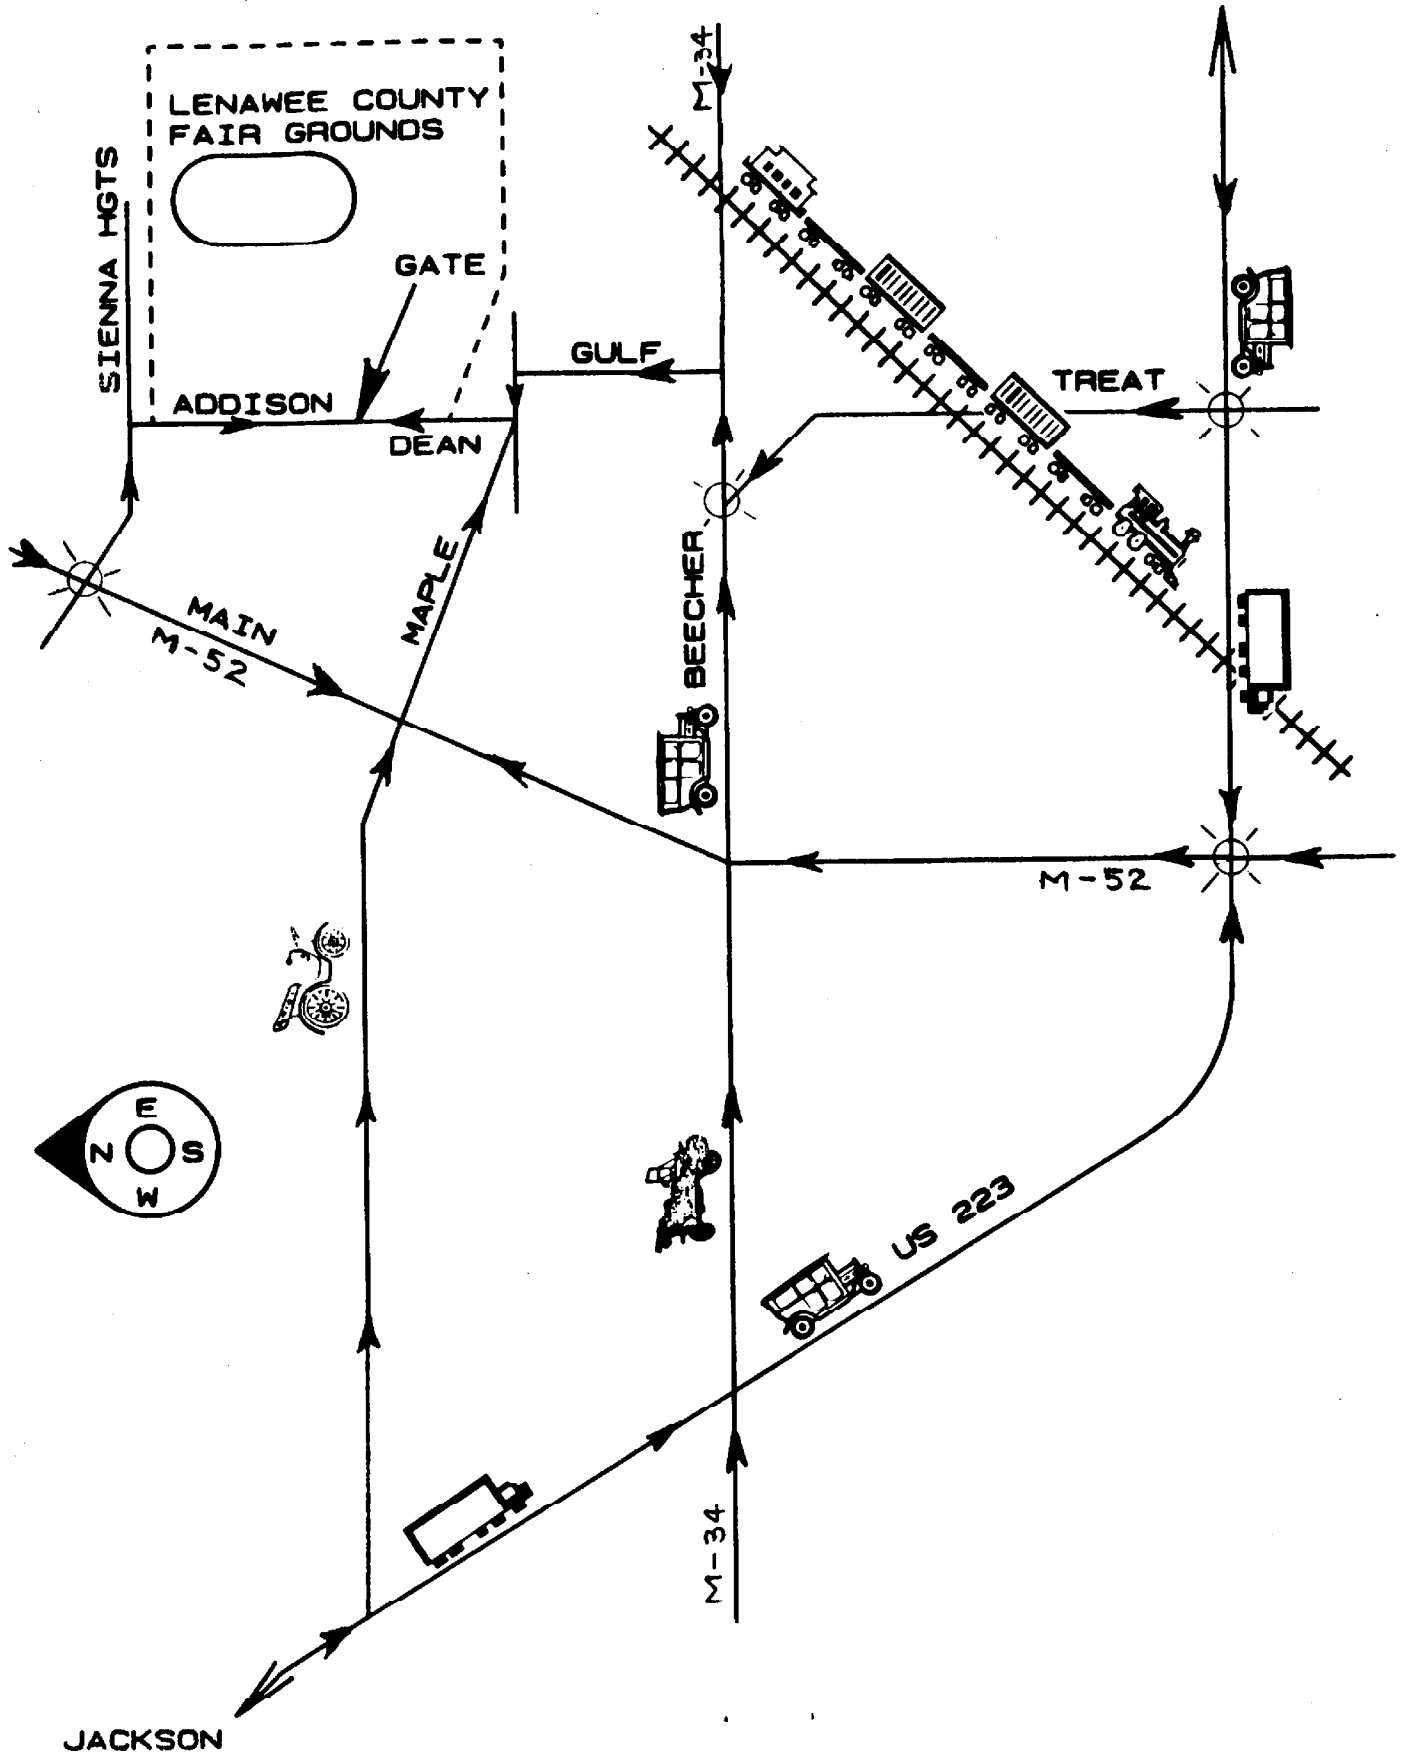 M-34
LENAWEE COUNTY
FAIR GROUNDS
SIENNA HGTS
GATE
GULF
TREAT
ADDISON
DEAN
BEECHER
MAPLE
MAIN
M-52
M-52
E
N S
W
US 223
M-34
JACKSON